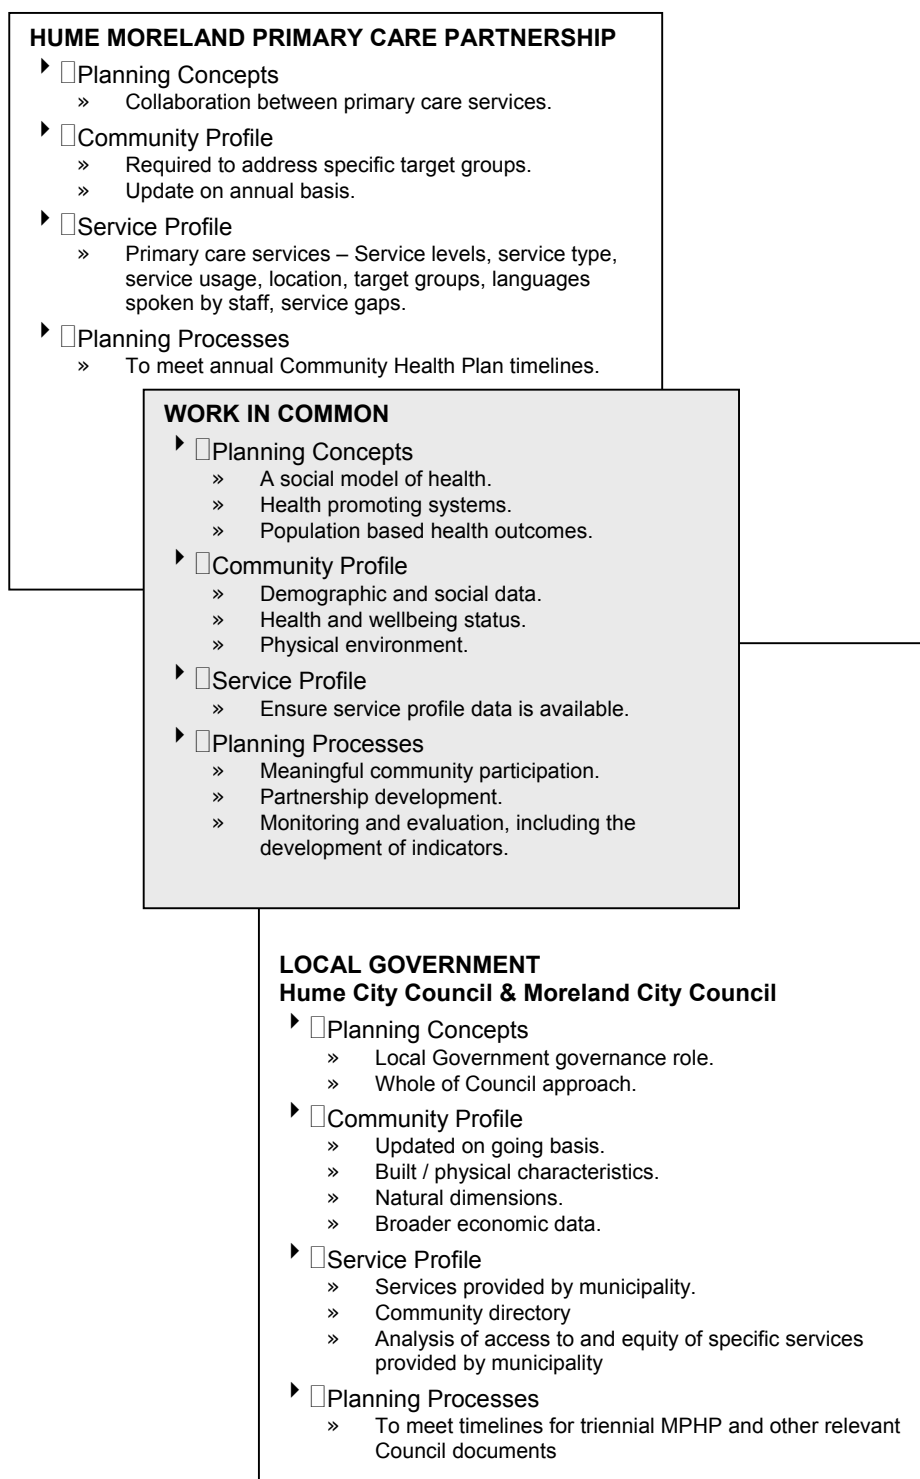 HUME MORELAND PRIMARY CARE PARTNERSHIP
Planning Concepts
» Collaboration between primary care services.
Community Profile
» Required to address specific target groups.
» Update on annual basis.
Service Profile
» Primary care services – Service levels, service type,
service usage, location, target groups, languages
spoken by staff, service gaps.
Planning Processes
» To meet annual Community Health Plan timelines.
WORK IN COMMON
Planning Concepts
» A social model of health.
» Health promoting systems.
» Population based health outcomes.
Community Profile
» Demographic and social data.
» Health and wellbeing status.
» Physical environment.
Service Profile
» Ensure service profile data is available.
Planning Processes
» Meaningful community participation.
» Partnership development.
» Monitoring and evaluation, including the
development of indicators.
LOCAL GOVERNMENT
Hume City Council & Moreland City Council
Planning Concepts
» Local Government governance role.
» Whole of Council approach.
Community Profile
» Updated on going basis.
» Built / physical characteristics.
» Natural dimensions.
» Broader economic data.
Service Profile
» Services provided by municipality.
» Community directory
» Analysis of access to and equity of specific services
provided by municipality
Planning Processes
» To meet timelines for triennial MPHP and other relevant
Council documents